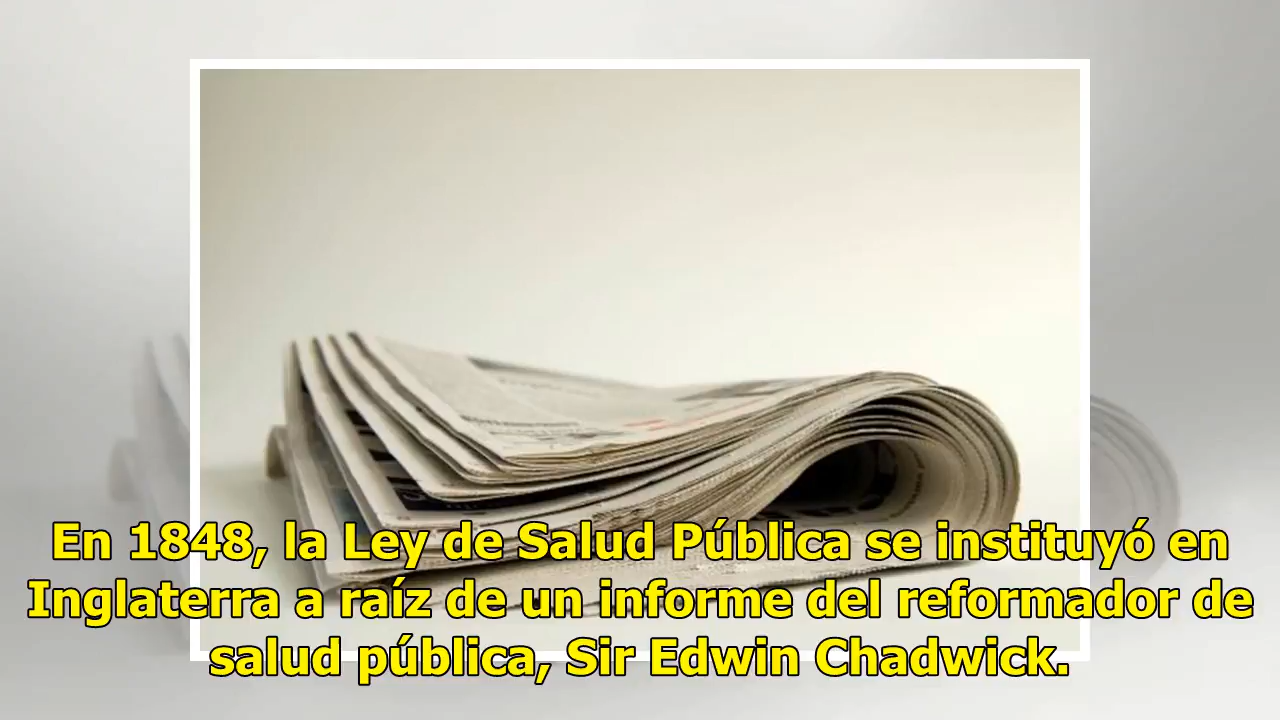 En 1848, la Ley de Salud Pública se instituyó en
Inglaterra a raíz de un informe del reformador de
salud pública, Sir Edwin Chadwick.